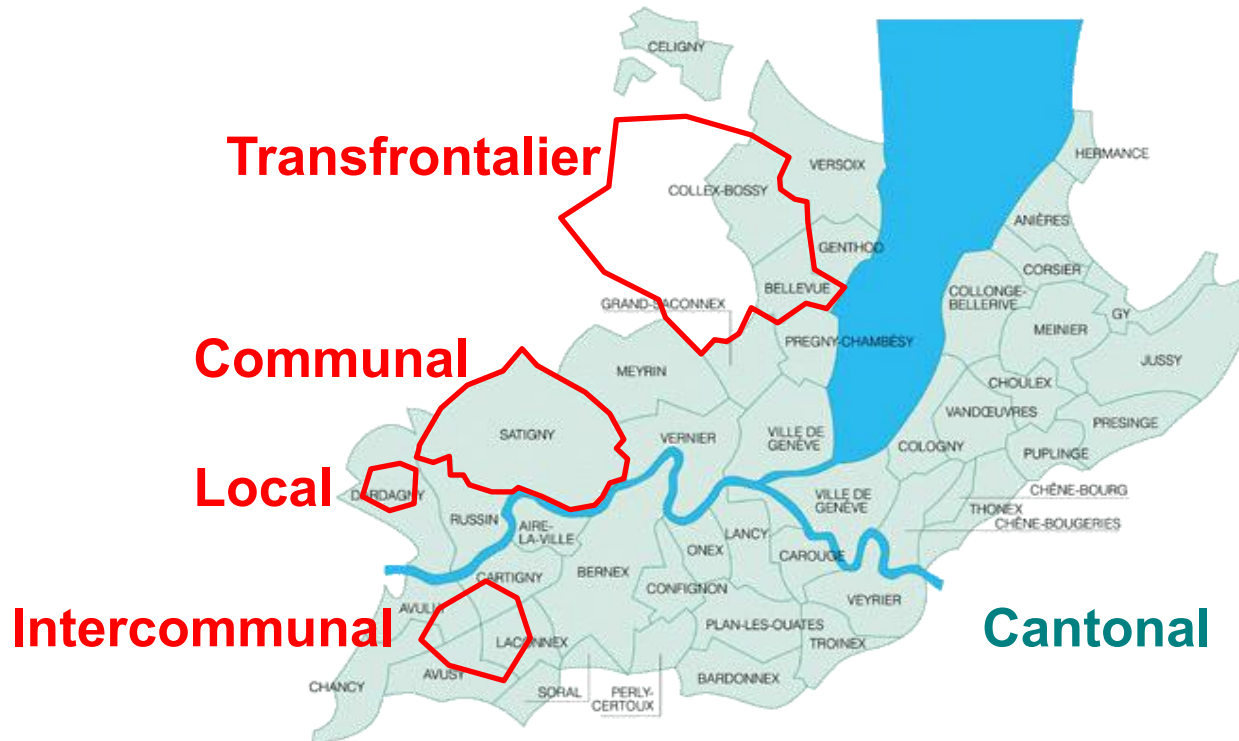 CELIGNY
Transfrontalier
VERSOIX
HERMANCE
COLLEX-BOSSY
ANIÈRES
GENTHOD
CORSIER
BELLEVUE
COLLONGE-
BELLERIVE
GRAND-SACONNEX
GY
MEINIER
PREGNY-CHAMBÉSY
Communal
JUSSY
MEYRIN
CHOULEX
VANDŒUVRES
PRESINGE
SATIGNY
VERNIER
VILLE DE
GENÈVE
COLOGNY
PUPLINGE
Local
DARDAGNY
VILLE DE
GENÈVE
CHÊNE-BOURG
THONEX
CHÊNE-BOUGERIES
RUSSIN
AIRE-
LA-VILLE
LANCY
ONEX
CAROUGE
CARTIGNY
BERNEX
CONFIGNON
VEYRIER
AVULLY
Intercommunal
PLAN-LES-OUATES
Cantonal
LACONNEX
TROINEX
AVUSY
BARDONNEX
CHANCY
SORAL
PERLY-
CERTOUX